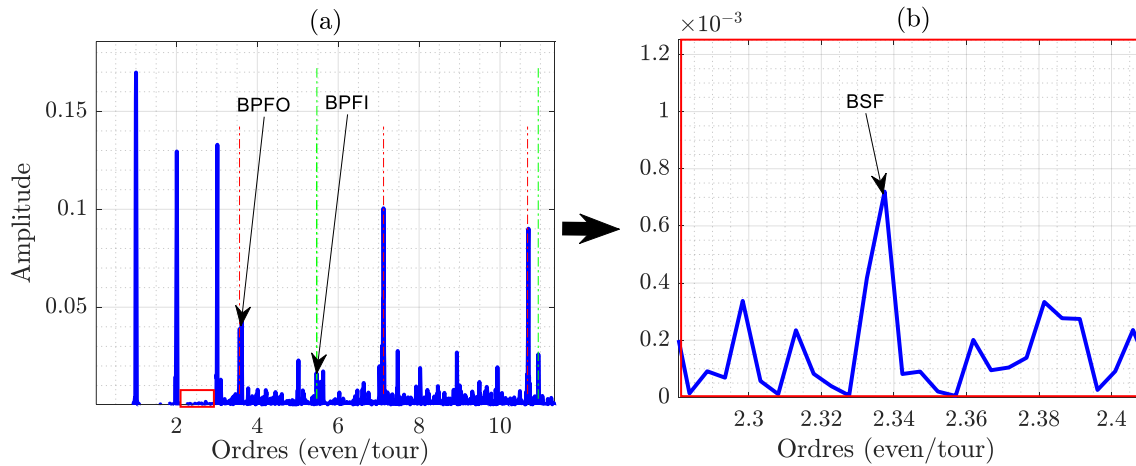 (a)
0.15
0.1
0.05
Amplitude
BPFO
BPFI
2
4
6
8
10
Ordres (even/tour)
(b)
×10⁻³
1.2
1
0.8
0.6
0.4
0.2
0
BSF
2.3
2.32
2.34
2.36
2.38
2.4
Ordres (even/tour)